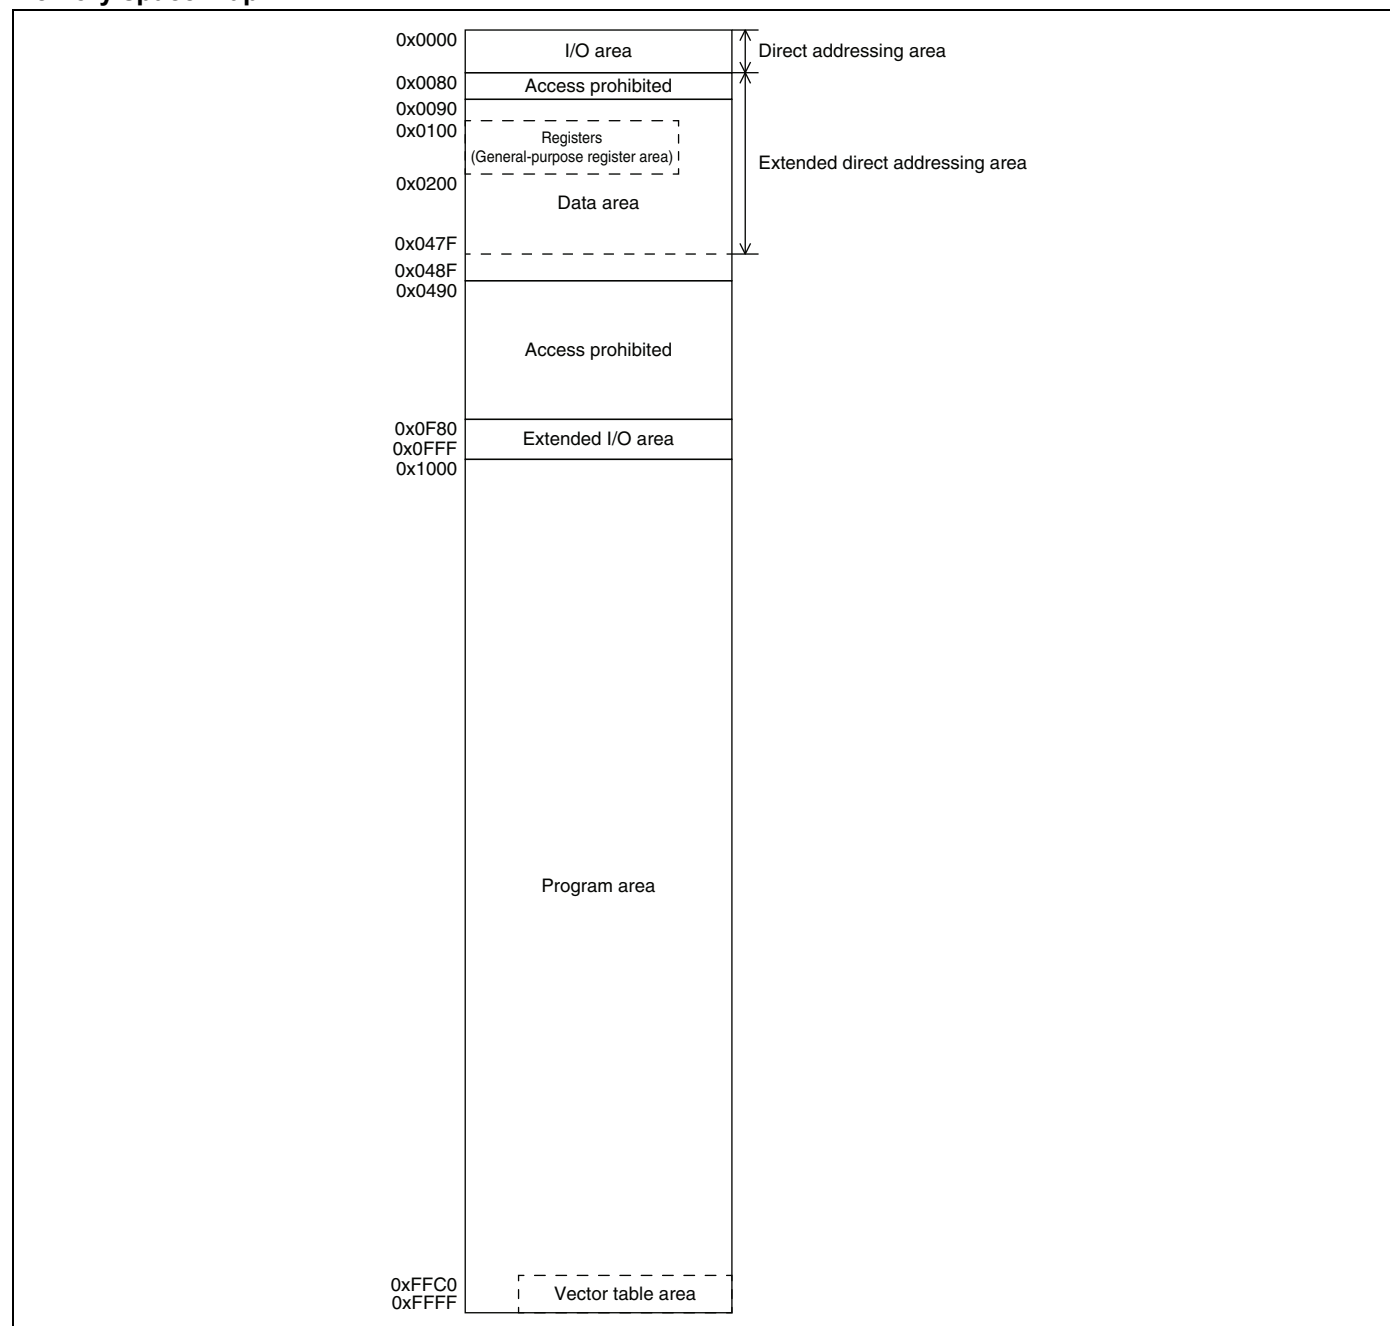 0x0000
I/O area
Direct addressing area
0x0080
Access prohibited
0x0090
0x0100
Registers
(General-purpose register area)
Extended direct addressing area
0x0200
Data area
0x047F
0x048F
0x0490
Access prohibited
0x0F80
Extended I/O area
0x0FFF
0x1000
Program area
0xFFC0
Vector table area
0xFFFF